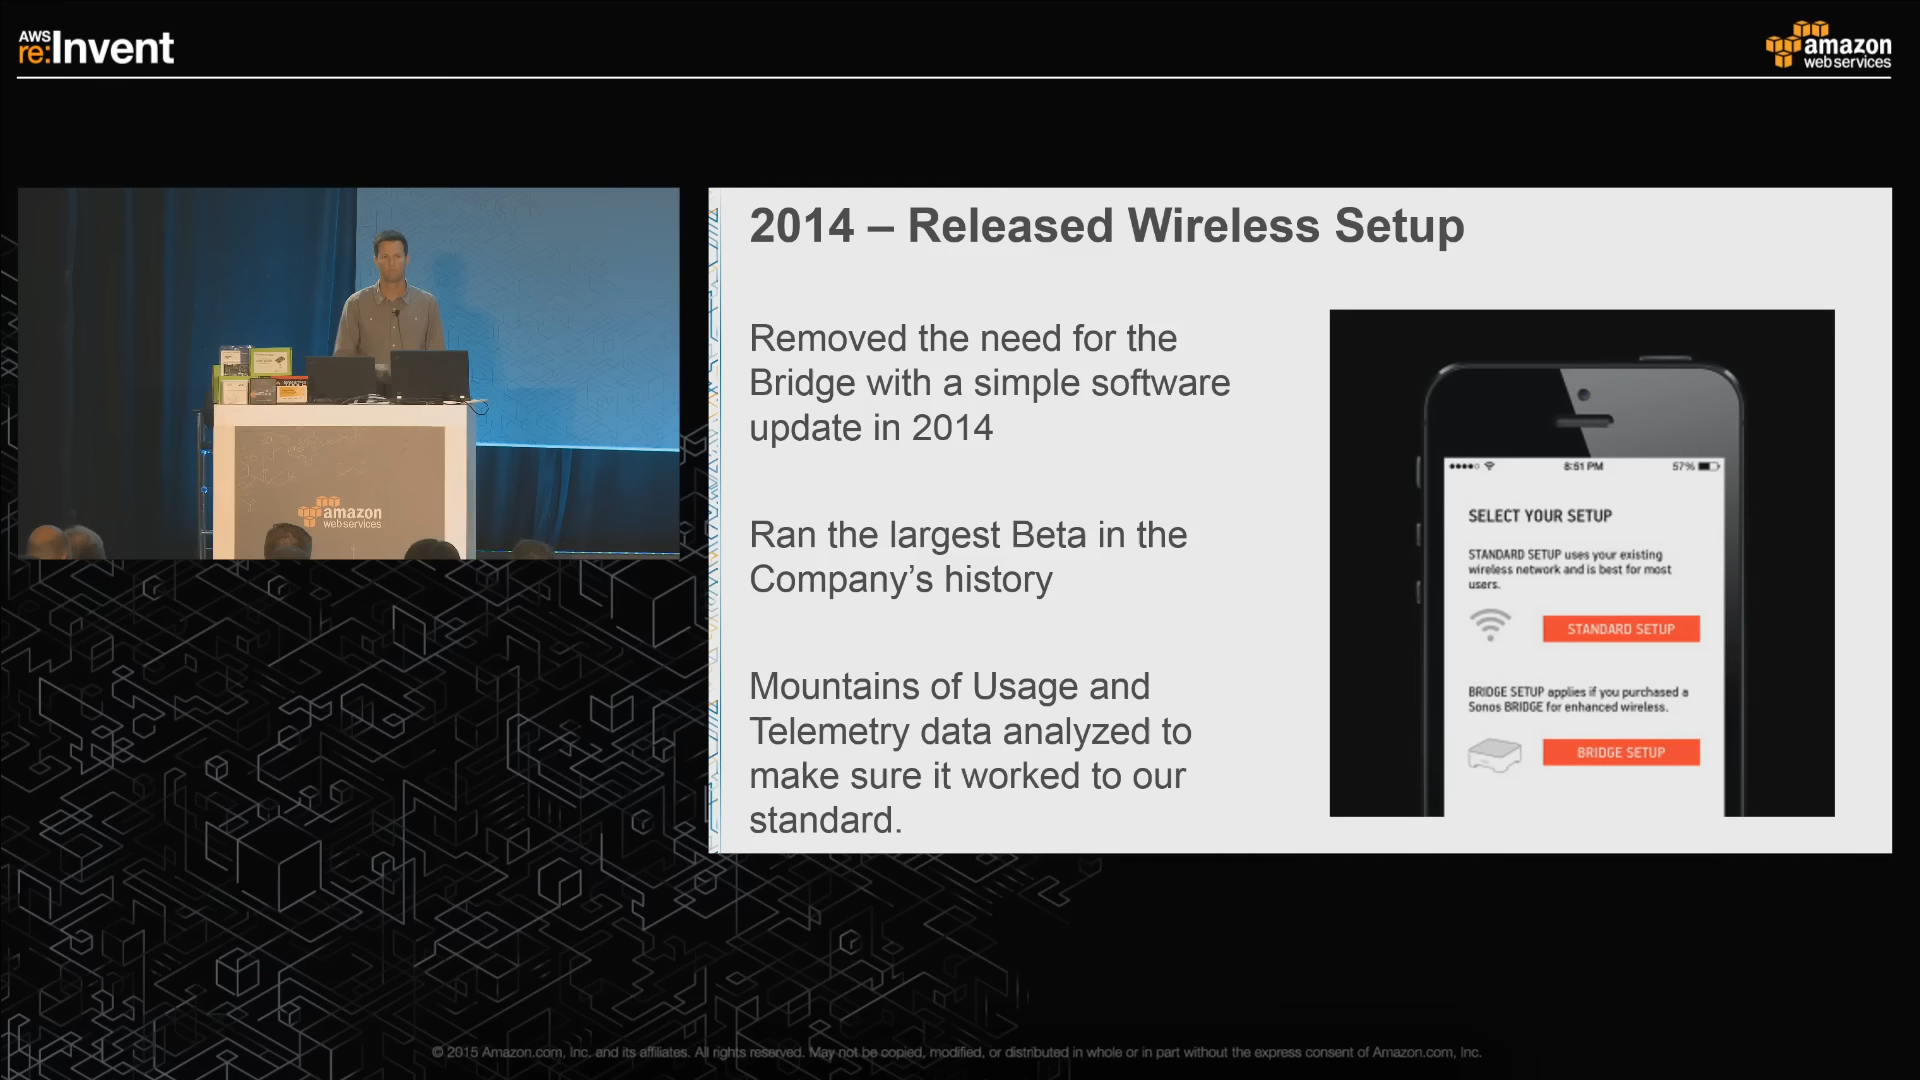 AWS
re:Invent
amazon
webservices
2014 – Released Wireless Setup
Removed the need for the
Bridge with a simple software
update in 2014
Ran the largest Beta in the
Company’s history
Mountains of Usage and
Telemetry data analyzed to
make sure it worked to our
standard.
8:51 PM
57%
SELECT YOUR SETUP
STANDARD SETUP uses your existing
wireless network and is best for most
users.
STANDARD SETUP
BRIDGE SETUP applies if you purchased a
Sonos BRIDGE for enhanced wireless.
BRIDGE SETUP
amazon
webservices
© 2015 Amazon.com, Inc. and its affiliates. All rights reserved. May not be copied, modified, or distributed in whole or in part without the express consent of Amazon.com, Inc.